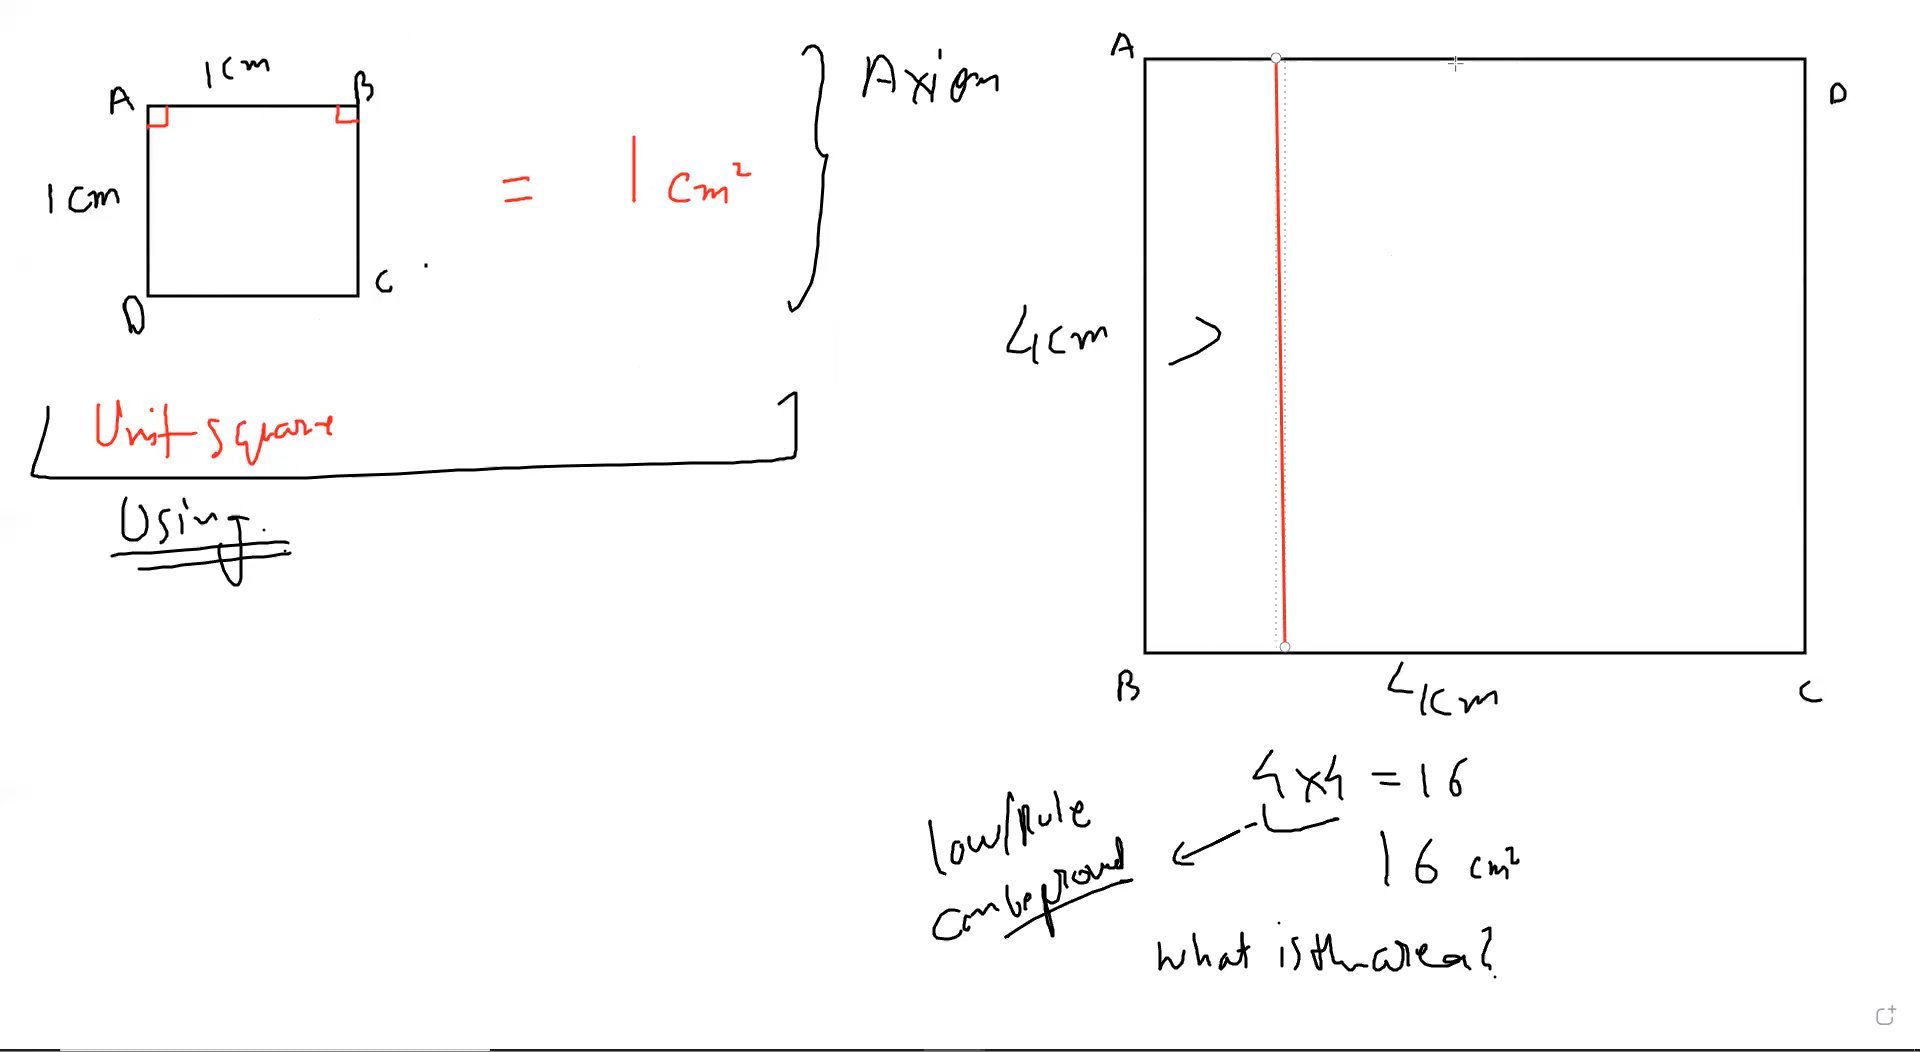 1cm
A
B
1cm
= 1 cm²
C
D
Unit square
Using.
Axiom
A
D
4cm
B
4cm
C
4x4 = 16
16 cm²
Low/Rule
can be proved
What is the area?